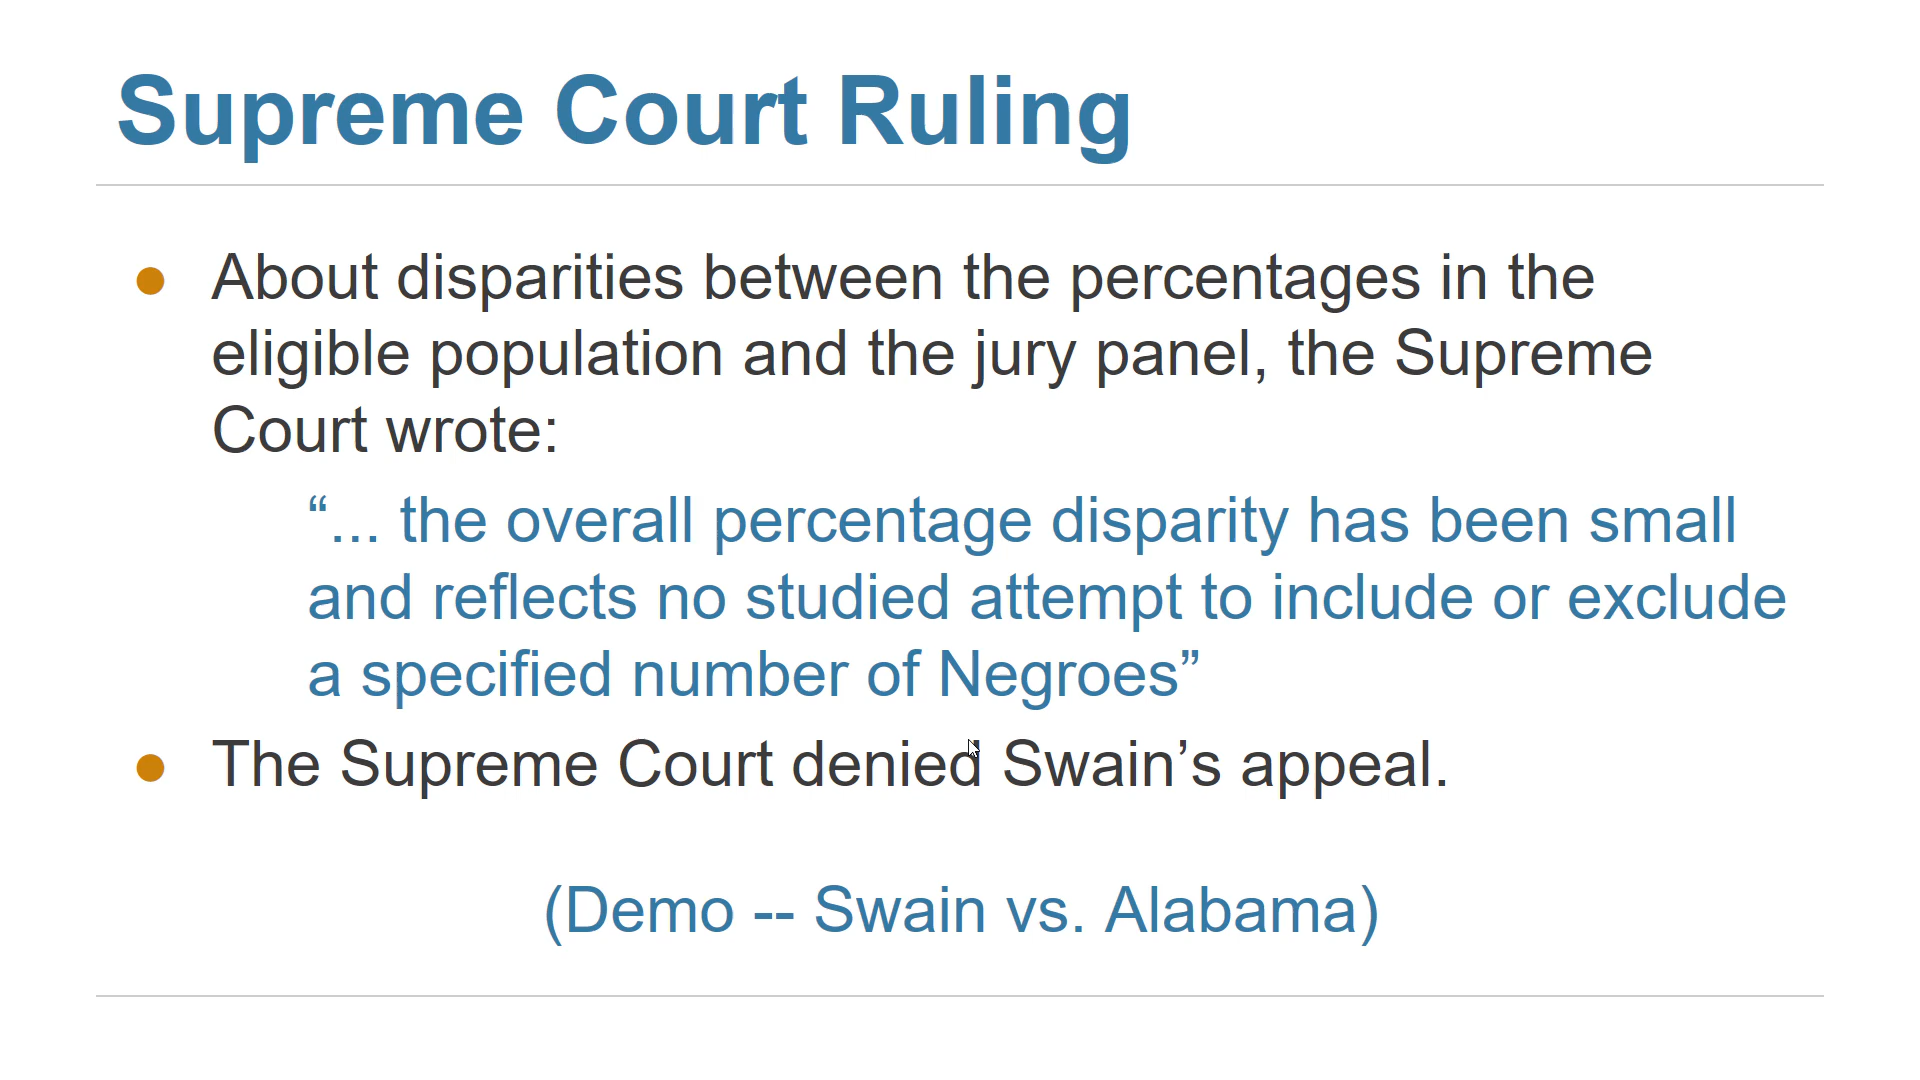 Supreme Court Ruling
● About disparities between the percentages in the
eligible population and the jury panel, the Supreme
Court wrote:
“... the overall percentage disparity has been small
and reflects no studied attempt to include or exclude
a specified number of Negroes”
● The Supreme Court denied Swain’s appeal.
(Demo -- Swain vs. Alabama)